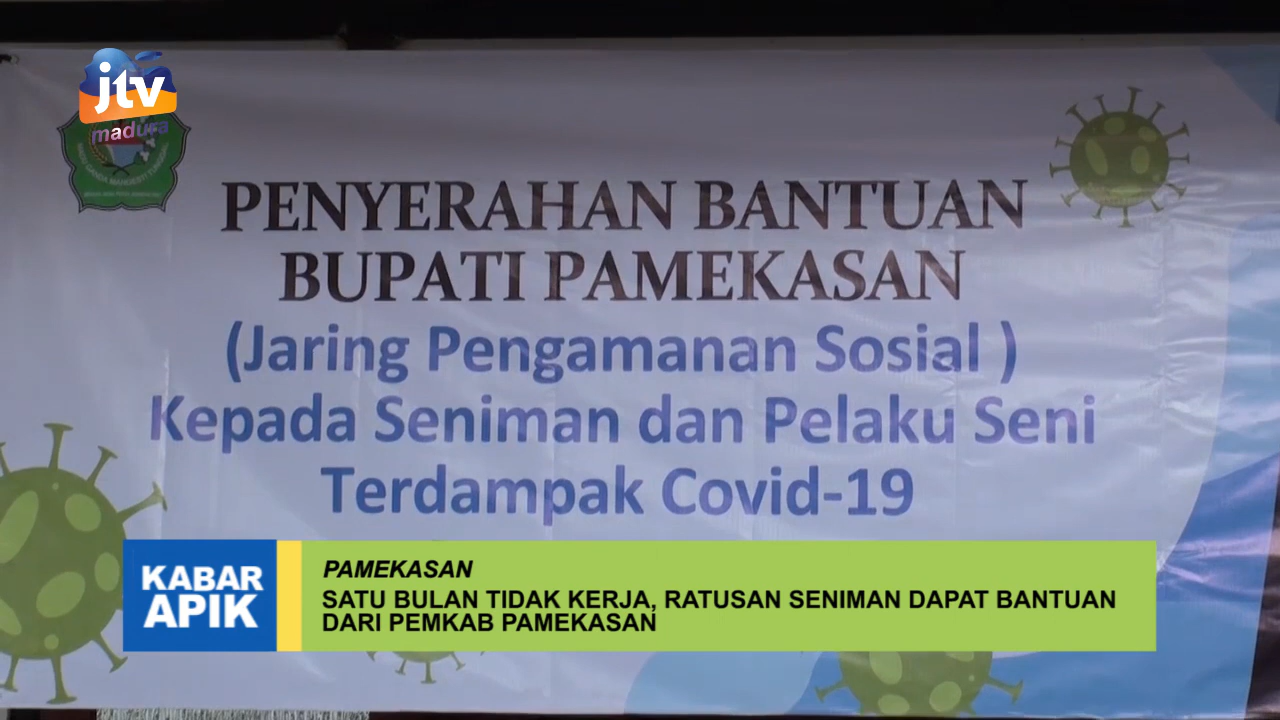 jtv
madura
PENYERAHAN BANTUAN
BUPATI PAMEKASAN
(Jaring Pengamanan Sosial )
Kepada Seniman dan Pelaku Seni
Terdampak Covid-19
KABAR
APIK
PAMEKASAN
SATU BULAN TIDAK KERJA, RATUSAN SENIMAN DAPAT BANTUAN
DARI PEMKAB PAMEKASAN